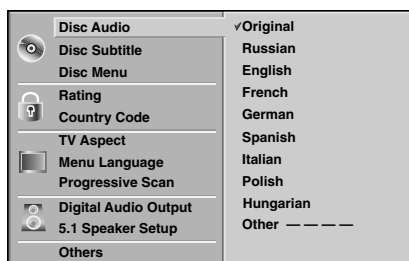 Disc Audio
Disc Subtitle
Disc Menu
Rating
Country Code
TV Aspect
Menu Language
Progressive Scan
Digital Audio Output
5.1 Speaker Setup
Others
✓Original
Russian
English
French
German
Spanish
Italian
Polish
Hungarian
Other — — — —